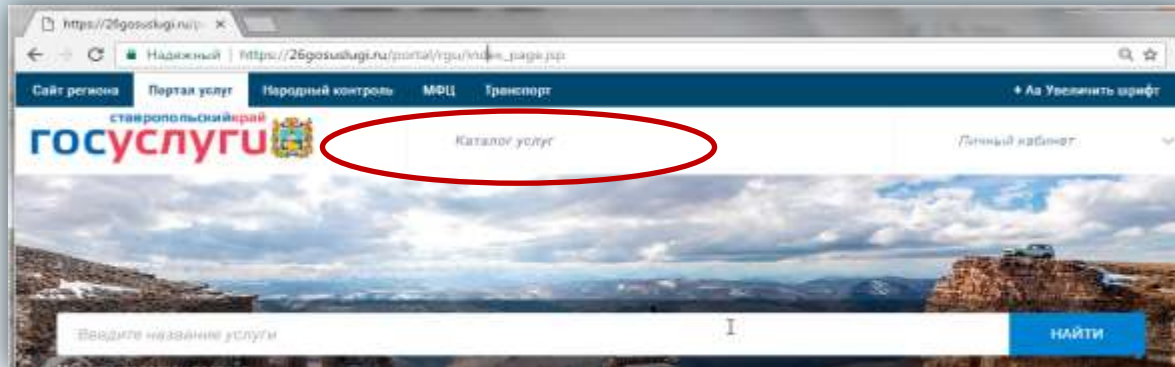 https://26gosuslugi.ru/p
Надежный | https://26gosuslugi.ru/portal/rgu/index_page.jsp
Сайт региона Портал услуг Народный контроль МФЦ Транспорт + Аа Увеличить шрифт
ставропольский край
госуслуги Каталог услуг Личный кабинет
Введите название услуги НАЙТИ